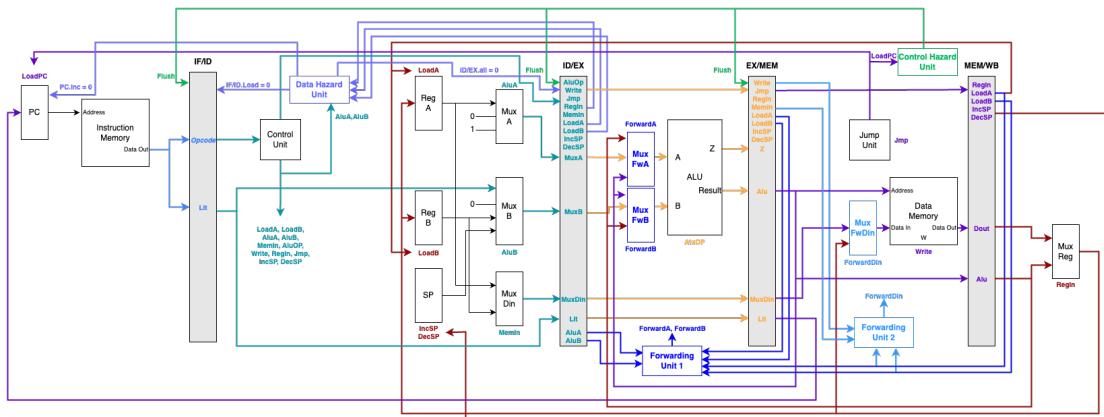 IF/ID
ID/EX
EX/MEM
MEM/WB
LoadPC
PC.Inc = 0
Flush
IF/ID.Load = 0
Data Hazard
Unit
ID/EX.all = 0
Flush
Flush
LoadPC
Control Hazard
Unit
PC
Address
Instruction
Memory
Data Out
Opcode
Lit
Control
Unit
AluA,AluB
LoadA, LoadB,
AluA, AluB,
MemIn, AluOP,
Write, RegIn, Jmp,
IncSP, DecSP
LoadA
Reg
A
AluA
0
1
Mux
A
Reg
B
LoadB
0
Mux
B
AluB
SP
IncSP
DecSP
Mux
Din
MemIn
AluOp
Write
Jmp
RegIn
MemIn
LoadA
LoadB
IncSP
DecSP
MuxA
MuxB
MuxDin
Lit
AluA
AluB
ForwardA
Mux
FwA
Mux
FwB
ForwardB
A
B
Z
ALU
Result
AluOP
ForwardA, ForwardB
Forwarding
Unit 1
Write
Jmp
RegIn
MemIn
LoadA
LoadB
IncSP
DecSP
Z
Alu
MuxDin
Lit
Jump
Unit
Jmp
Mux
FwDin
ForwardDin
Address
Data
Memory
Data In
Data Out
W
Write
ForwardDin
Forwarding
Unit 2
RegIn
LoadA
LoadB
IncSP
DecSP
Dout
Alu
Mux
Reg
RegIn